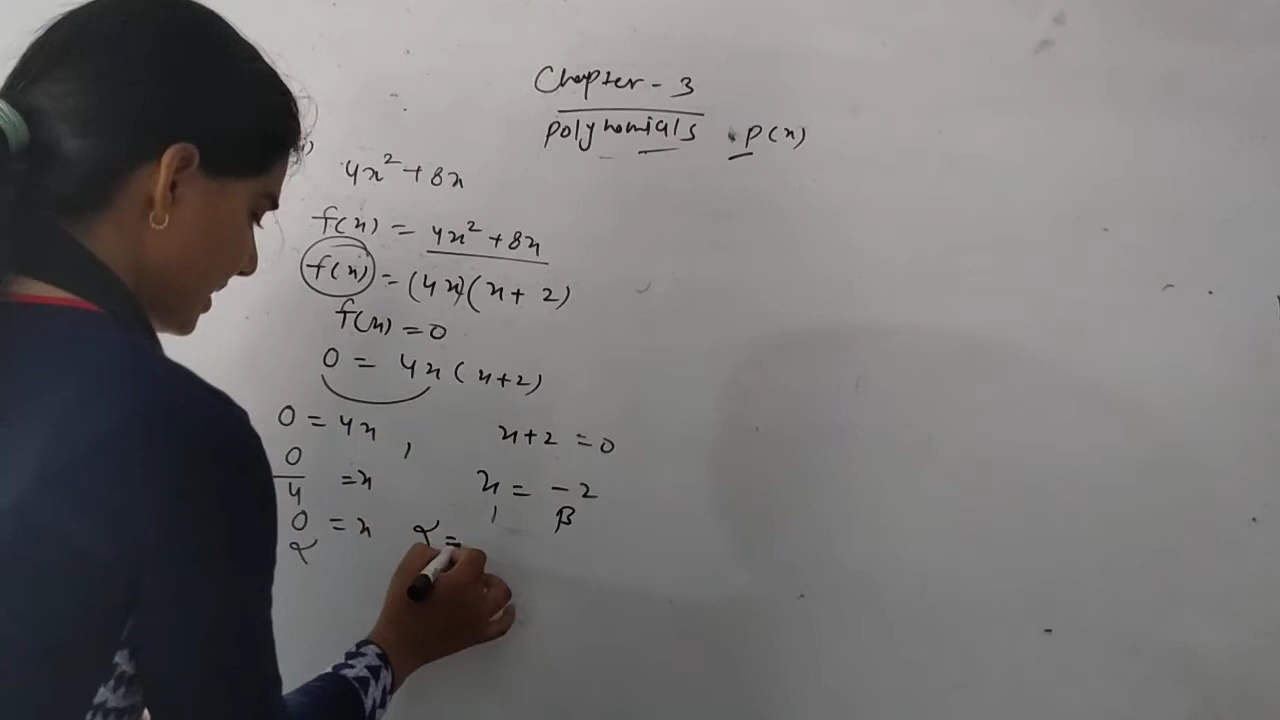 Chapter - 3
polynomials . p(x)
4x² + 8x
f(x) = 4x² + 8x
f(x) = (4x)(x + 2)
f(x) = 0
0 = 4x(x+2)
0 = 4x , x+2 = 0
0/4 = x x = -2
0 = x β
α α =